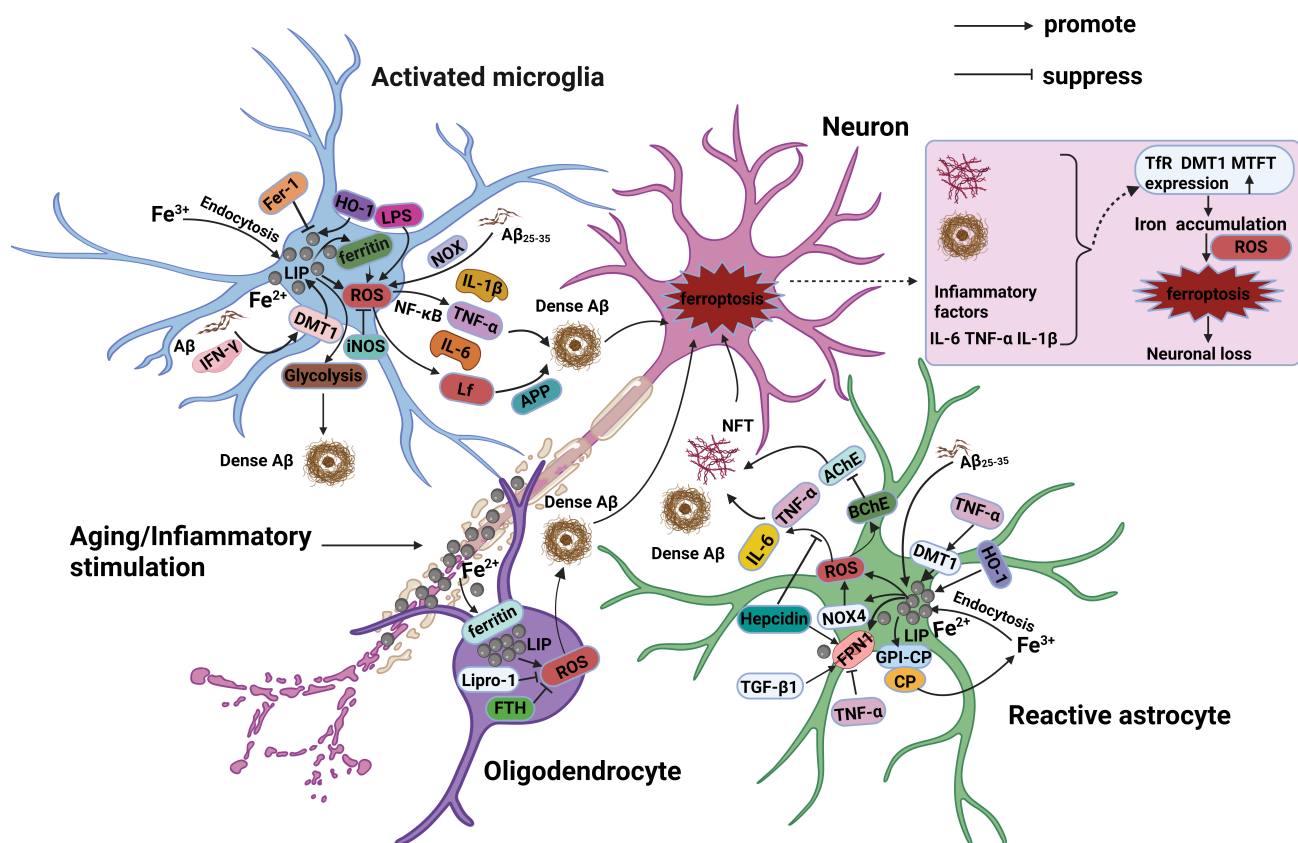 promote
suppress
Activated microglia
Neuron
Fer-1
HO-1
LPS
Fe3+
Endocytosis
ferritin
NOX
Aβ25-35
LIP
Fe2+
ROS
IL-1β
NF-κB
TNF-α
Dense Aβ
DMT1
Aβ
IFN-γ
iNOS
IL-6
Glycolysis
Lf
APP
Dense Aβ
ferroptosis
TfR DMT1 MTFT
expression
Iron accumulation
ROS
Infiammatory
factors
IL-6 TNF-α IL-1β
ferroptosis
Neuronal loss
NFT
AChE
Aβ25-35
BChE
TNF-α
IL-6
Dense Aβ
TNF-α
DMT1
HO-1
ROS
Hepcidin
NOX4
Endocytosis
LIP
Fe2+
Fe3+
FPN1
GPI-CP
CP
TGF-β1
TNF-α
Reactive astrocyte
Aging/Infiammatory
stimulation
Dense Aβ
Fe2+
ferritin
LIP
ROS
Lipro-1
FTH
Oligodendrocyte